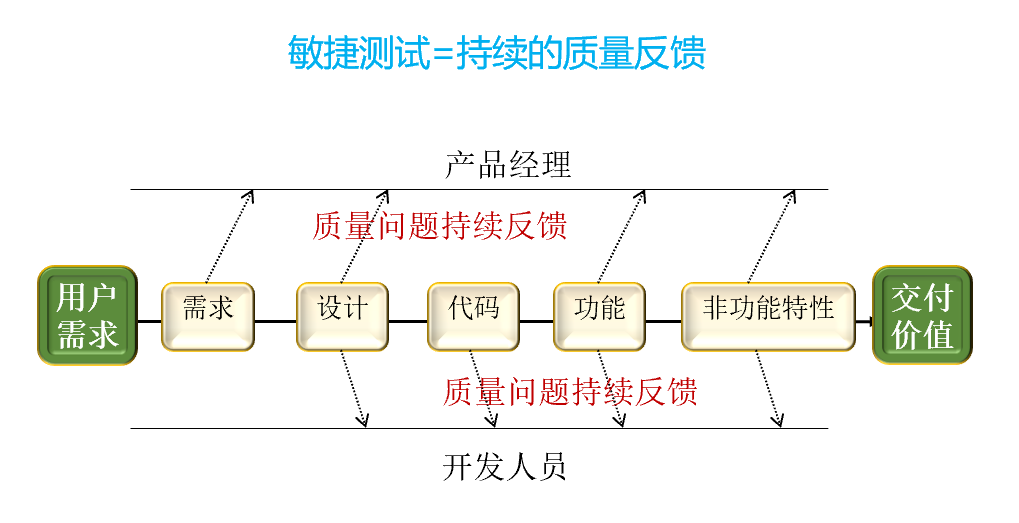 敏捷测试=持续的质量反馈
产品经理
质量问题持续反馈
用户
需求
需求
设计
代码
功能
非功能特性
交付
价值
质量问题持续反馈
开发人员